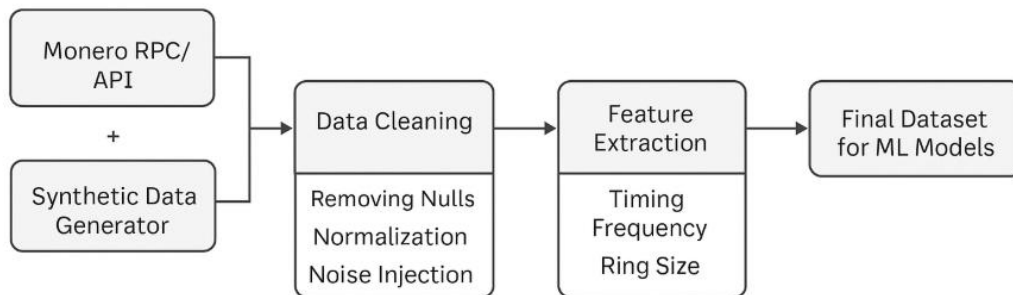 Monero RPC/
API
+
Synthetic Data
Generator
Data Cleaning
Removing Nulls
Normalization
Noise Injection
Feature
Extraction
Timing
Frequency
Ring Size
Final Dataset
for ML Models